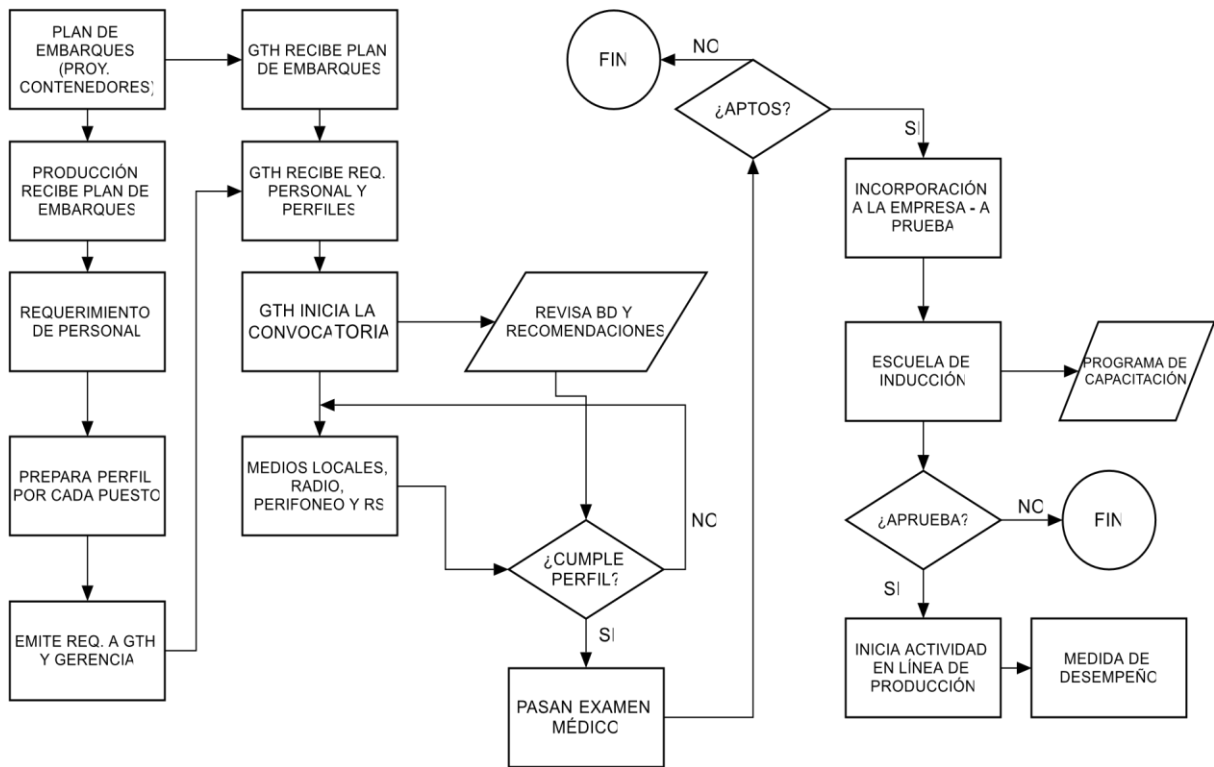 PLAN DE
EMBARQUES
(PROY.
CONTENEDORES)
PRODUCCIÓN
RECIBE PLAN DE
EMBARQUES
REQUERIMIENTO
DE PERSONAL
PREPARA PERFIL
POR CADA PUESTO
EMITE REQ. A GTH
Y GERENCIA
GTH RECIBE PLAN
DE EMBARQUES
GTH RECIBE REQ.
PERSONAL Y
PERFILES
GTH INICIA LA
CONVOCATORIA
REVISA BD Y
RECOMENDACIONES
MEDIOS LOCALES,
RADIO,
PERIFONEO Y RS
¿CUMPLE
PERFIL?
NO
SI
PASAN EXAMEN
MÉDICO
¿APTOS?
NO
FIN
SI
INCORPORACIÓN
A LA EMPRESA - A
PRUEBA
ESCUELA DE
INDUCCIÓN
PROGRAMA DE
CAPACITACIÓN
¿APRUEBA?
NO
FIN
SI
INICIA ACTIVIDAD
EN LÍNEA DE
PRODUCCIÓN
MEDIDA DE
DESEMPEÑO